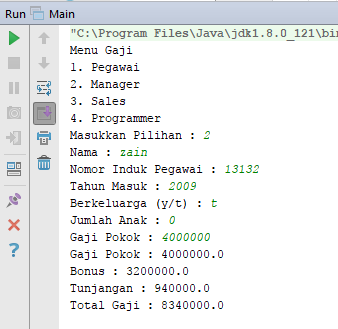 Run Main
"C:\Program Files\Java\jdk1.8.0_121\bin
Menu Gaji
1. Pegawai
2. Manager
3. Sales
4. Programmer
Masukkan Pilihan : 2
Nama : zain
Nomor Induk Pegawai : 13132
Tahun Masuk : 2009
Berkeluarga (y/t) : t
Jumlah Anak : 0
Gaji Pokok : 4000000
Gaji Pokok : 4000000.0
Bonus : 3200000.0
Tunjangan : 940000.0
Total Gaji : 8340000.0